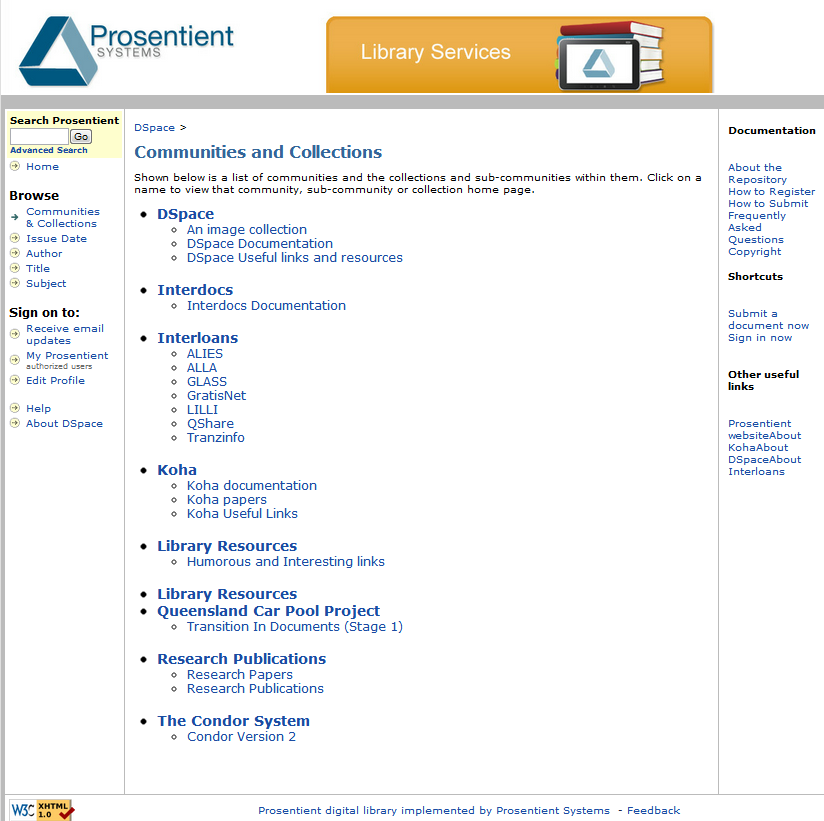 Prosentient
SYSTEMS
Library Services
Search Prosentient
Go
Advanced Search
Home
Browse
Communities
& Collections
Issue Date
Author
Title
Subject
Sign on to:
Receive email
updates
My Prosentient
authorized users
Edit Profile
Help
About DSpace
DSpace >
Communities and Collections
Shown below is a list of communities and the collections and sub-communities within them. Click on a
name to view that community, sub-community or collection home page.
DSpace
An image collection
DSpace Documentation
DSpace Useful links and resources
Interdocs
Interdocs Documentation
Interloans
ALIES
ALLA
GLASS
GratisNet
LILLI
QShare
Tranzinfo
Koha
Koha documentation
Koha papers
Koha Useful Links
Library Resources
Humorous and Interesting links
Library Resources
Queensland Car Pool Project
Transition In Documents (Stage 1)
Research Publications
Research Papers
Research Publications
The Condor System
Condor Version 2
Documentation
About the
Repository
How to Register
How to Submit
Frequently
Asked
Questions
Copyright
Shortcuts
Submit a
document now
Sign in now
Other useful
links
Prosentient
websiteAbout
KohaAbout
DSpaceAbout
Interloans
W3C XHTML
1.0
Prosentient digital library implemented by Prosentient Systems - Feedback